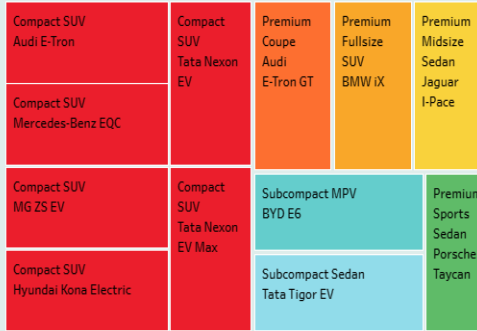 Compact SUV
Audi E-Tron
Compact SUV
Mercedes-Benz EQC
Compact SUV
MG ZS EV
Compact SUV
Hyundai Kona Electric
Compact
SUV
Tata Nexon
EV
Compact
SUV
Tata Nexon
EV Max
Premium
Coupe
Audi
E-Tron GT
Premium
Fullsize
SUV
BMW iX
Premium
Midsize
Sedan
Jaguar
I-Pace
Subcompact MPV
BYD E6
Subcompact Sedan
Tata Tigor EV
Premium
Sports
Sedan
Porsche
Taycan